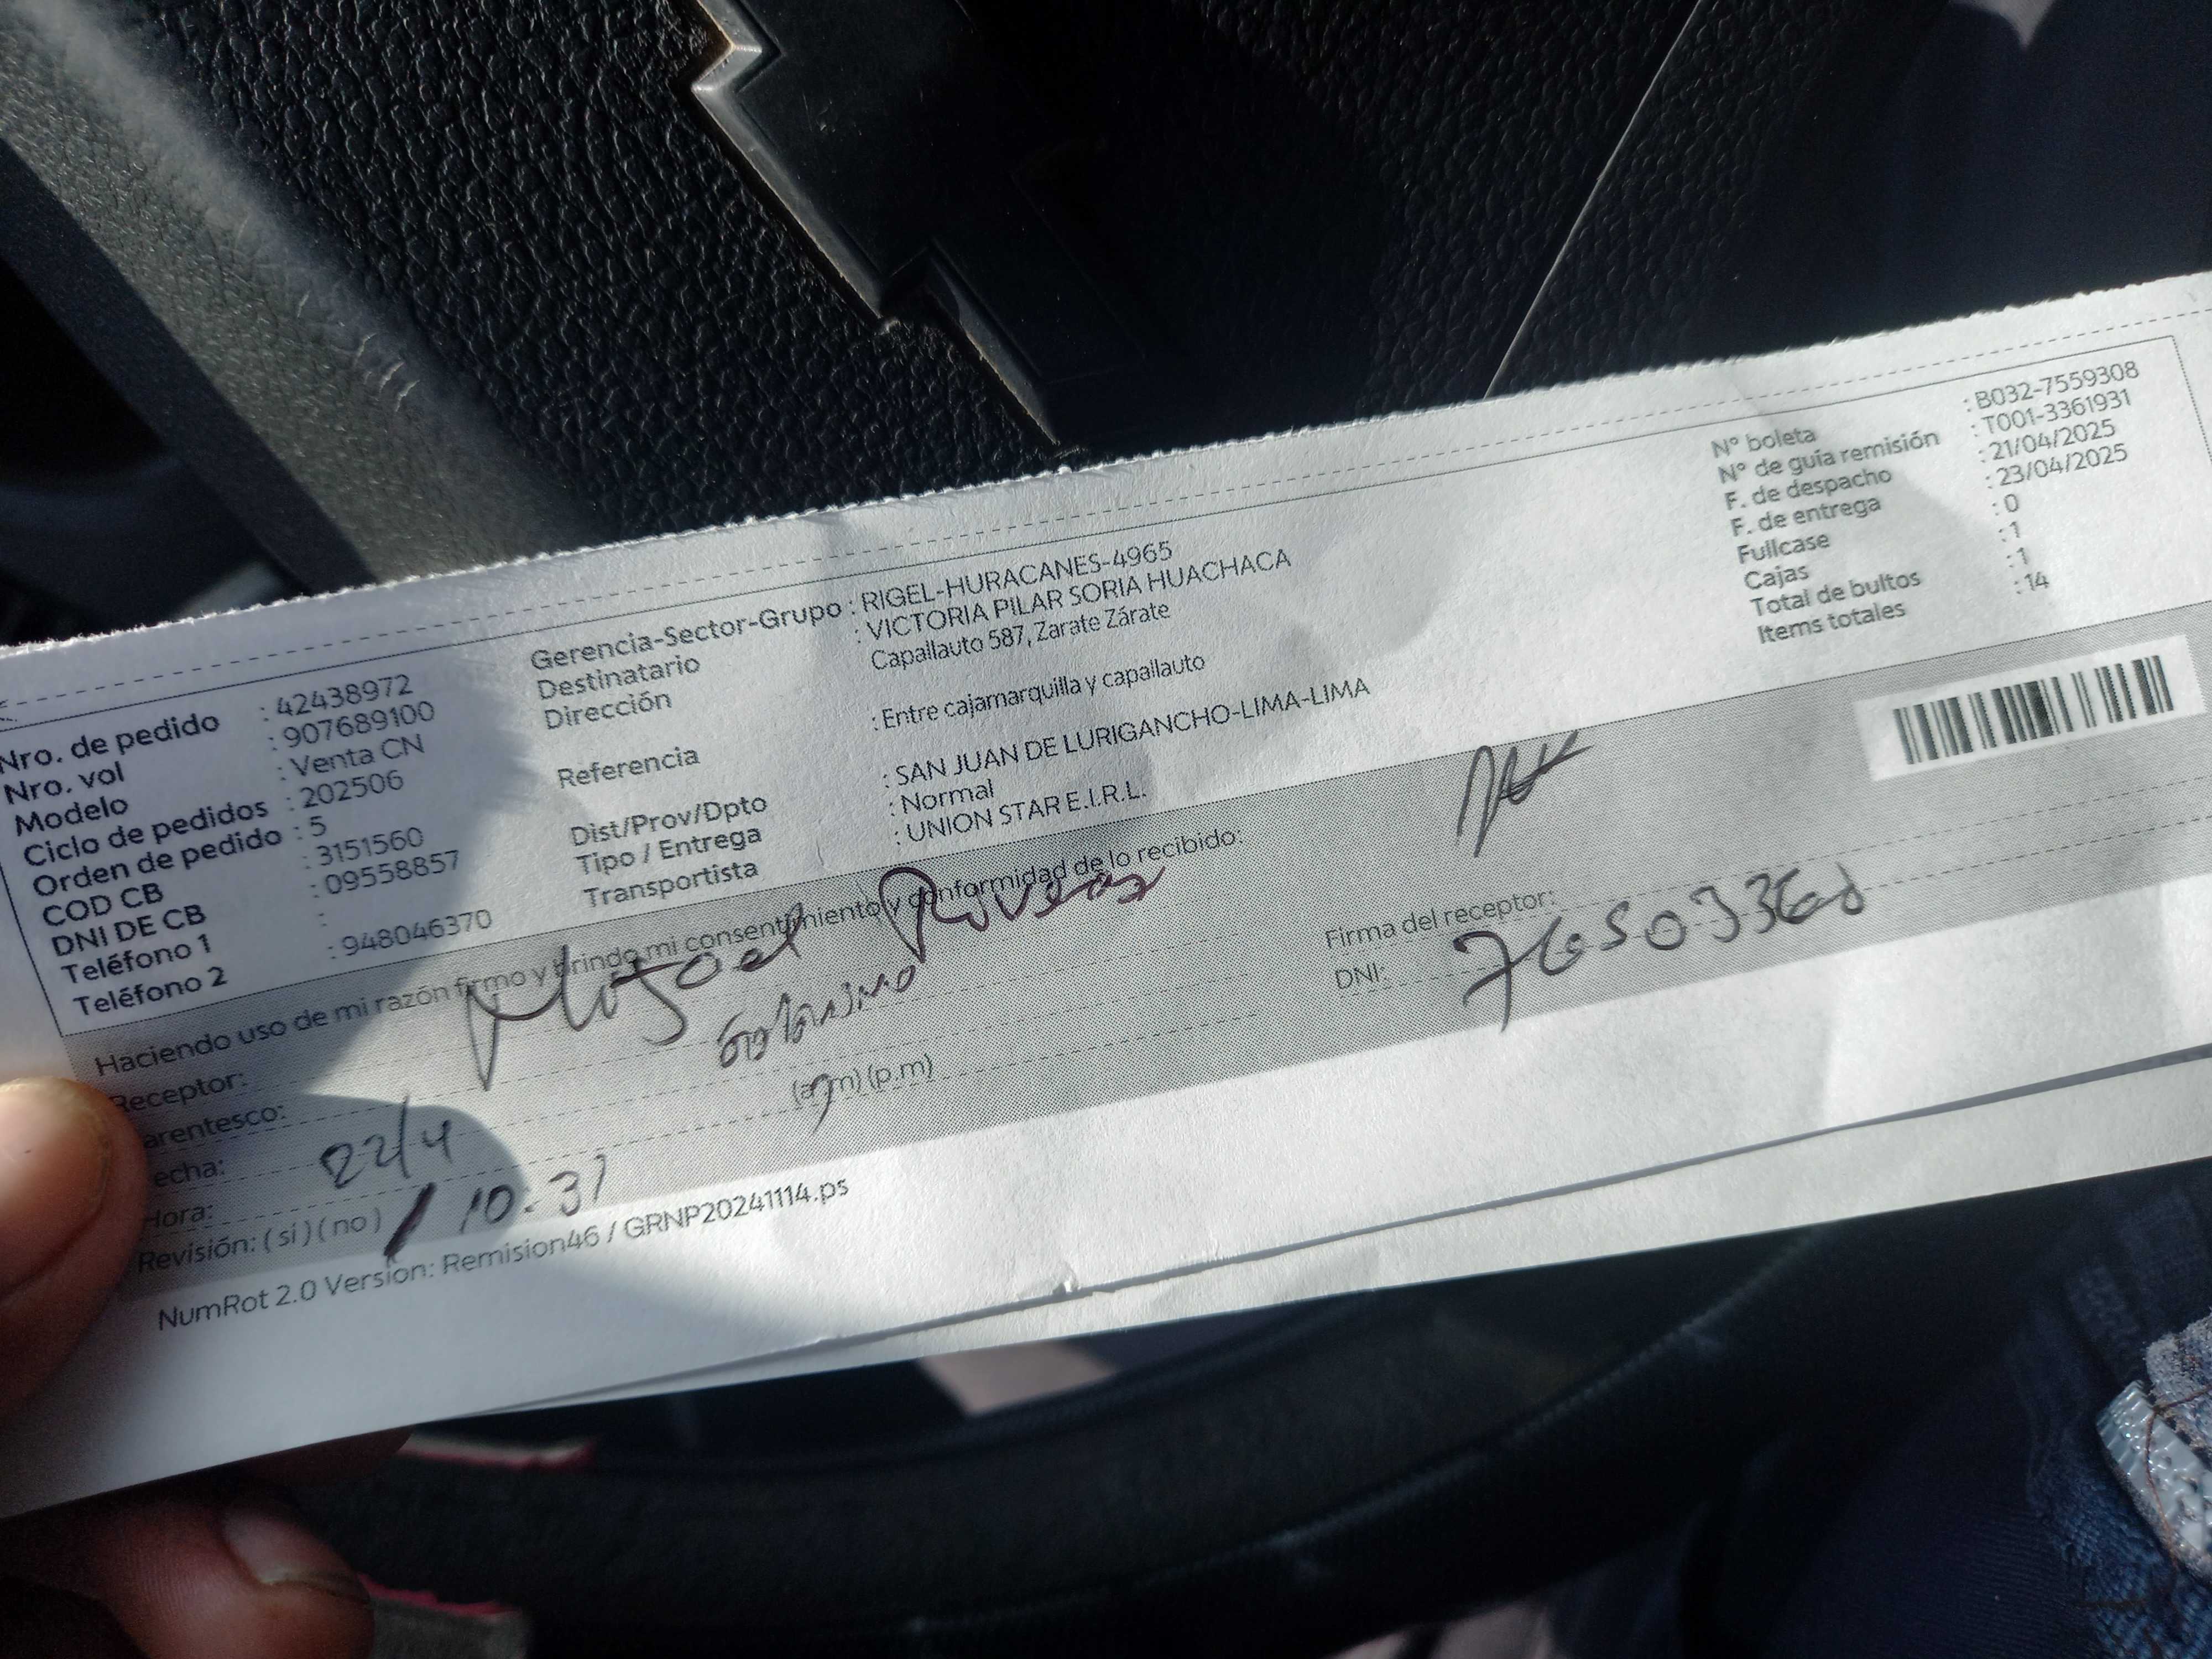 Nro. de pedido : 42438972
Nro. vol : 907689100
Modelo : Venta CN
Ciclo de pedidos : 202506
Orden de pedido : 5
COD CB : 3151560
DNI DE CB : 09558857
Teléfono 1 :
Teléfono 2 : 948046370
Gerencia-Sector-Grupo : RIGEL-HURACANES-4965
Destinatario : VICTORIA PILAR SORIA HUACHACA
Dirección Capallauto 587, Zarate Zárate
Referencia : Entre cajamarquilla y capallauto
Dist/Prov/Dpto : SAN JUAN DE LURIGANCHO-LIMA-LIMA
Tipo / Entrega : Normal
Transportista : UNION STAR E.I.R.L.
N° boleta : B032-7559308
N° de guía remisión : T001-3361931
F. de despacho : 21/04/2025
F. de entrega : 23/04/2025
Fullcase : 0
Cajas : 1
Total de bultos : 1
Items totales : 14
Haciendo uso de mi razón firmo y brindo mi consentimiento y conformidad de lo recibido:
Receptor:
arentesco:
echa: 22/4
Hora: 10:31 (a.m) (p.m)
Revisión: ( si ) ( no )
Firma del receptor:
DNI:
NumRot 2.0 Version: Remision46 / GRNP20241114.ps